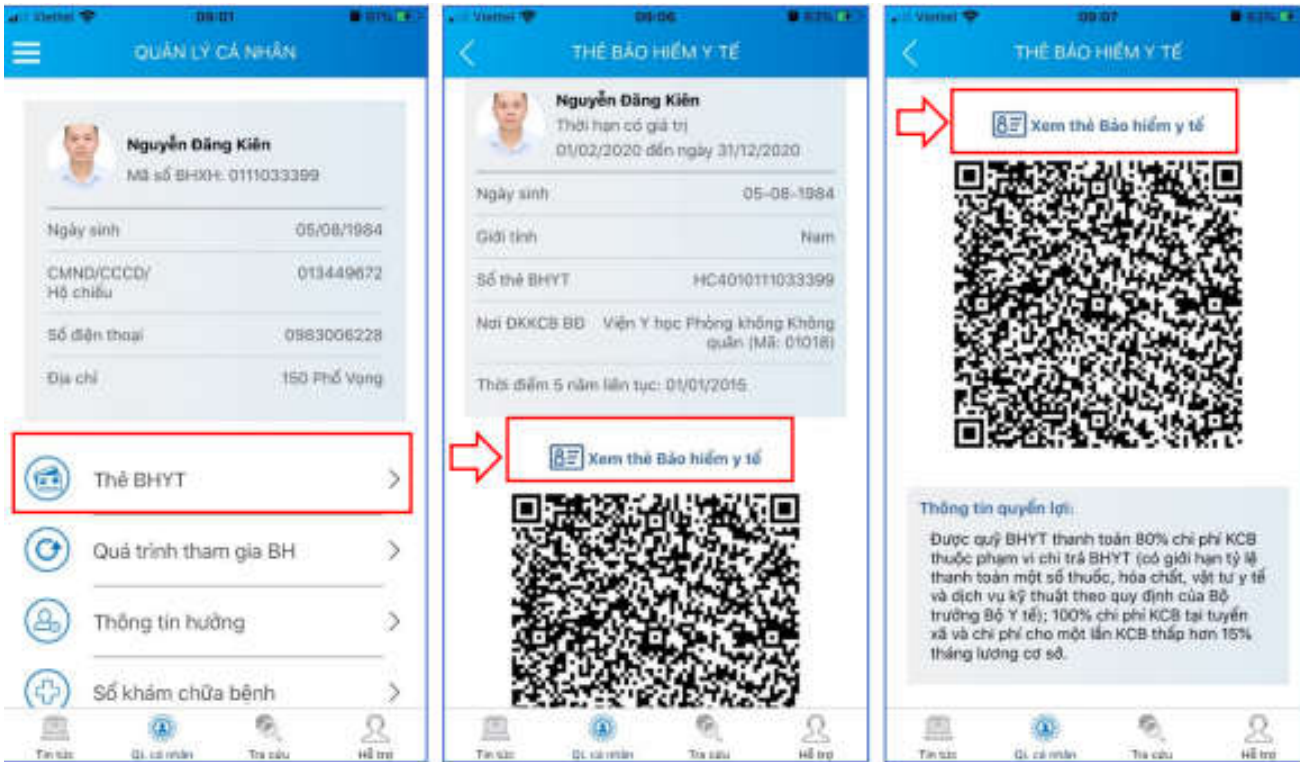 Viettel
09:01
QUẢN LÝ CÁ NHÂN
Nguyễn Đăng Kiên
Mã số BHXH: 0111033399
Ngày sinh 05/08/1984
CMND/CCCD/ 013449672
Hộ chiếu
Số điện thoại 0983006228
Địa chỉ 150 Phố Vọng
Thẻ BHYT
Quá trình tham gia BH
Thông tin hưởng
Sổ khám chữa bệnh
Tin tức QL cá nhân Tra cứu Hỗ trợ
Viettel
09:06
THẺ BẢO HIỂM Y TẾ
Nguyễn Đăng Kiên
Thời hạn có giá trị
01/02/2020 đến ngày 31/12/2020
Ngày sinh 05-08-1984
Giới tính Nam
Số thẻ BHYT HC4010111033399
Nơi ĐKKCB BĐ Viện Y học Phòng không Không
quân (Mã: 01018)
Thời điểm 5 năm liên tục: 01/01/2015
Xem thẻ Bảo hiểm y tế
Tin tức QL cá nhân Tra cứu Hỗ trợ
Viettel
09:07
THẺ BẢO HIỂM Y TẾ
Xem thẻ Bảo hiểm y tế
Thông tin quyền lợi:
Được quỹ BHYT thanh toán 80% chi phí KCB
thuộc phạm vi chi trả BHYT (có giới hạn tỷ lệ
thanh toán một số thuốc, hóa chất, vật tư y tế
và dịch vụ kỹ thuật theo quy định của Bộ
trưởng Bộ Y tế); 100% chi phí KCB tại tuyến
xã và chi phí cho một lần KCB thấp hơn 15%
tháng lương cơ sở.
Tin tức QL cá nhân Tra cứu Hỗ trợ